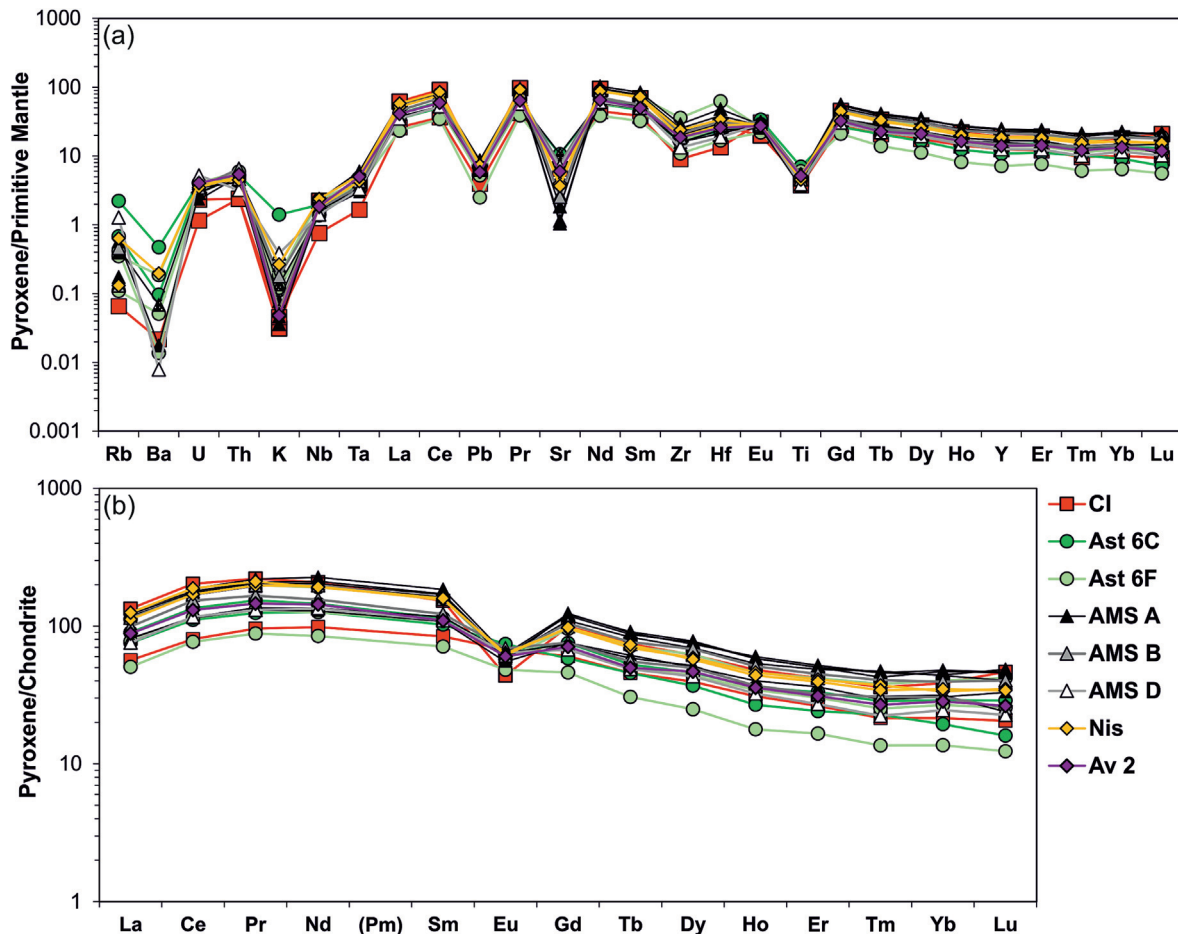 (a)
Pyroxene/Primitive Mantle
1000
100
10
1
0.1
0.01
0.001
Rb Ba U Th K Nb Ta La Ce Pb Pr Sr Nd Sm Zr Hf Eu Ti Gd Tb Dy Ho Y Er Tm Yb Lu
(b)
Pyroxene/Chondrite
1000
100
10
1
La Ce Pr Nd (Pm) Sm Eu Gd Tb Dy Ho Er Tm Yb Lu
CI
Ast 6C
Ast 6F
AMS A
AMS B
AMS D
Nis
Av 2